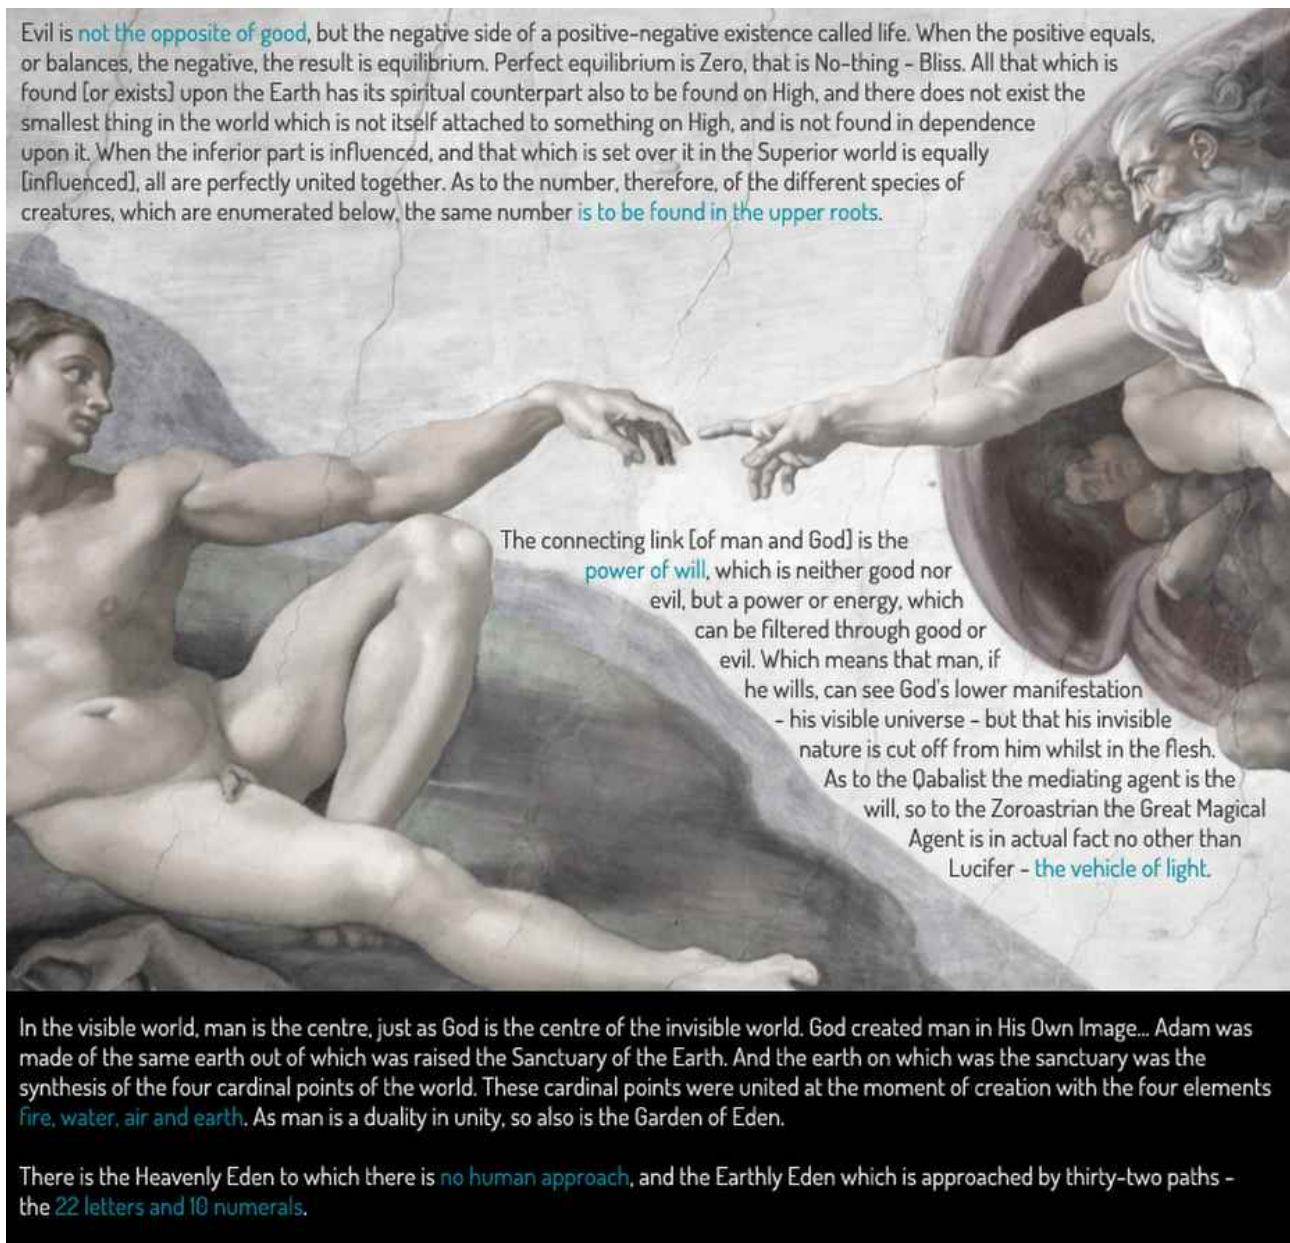 Evil is not the opposite of good, but the negative side of a positive-negative existence called life. When the positive equals,
or balances, the negative, the result is equilibrium. Perfect equilibrium is Zero, that is No-thing - Bliss. All that which is
found [or exists] upon the Earth has its spiritual counterpart also to be found on High, and there does not exist the
smallest thing in the world which is not itself attached to something on High, and is not found in dependence
upon it. When the inferior part is influenced, and that which is set over it in the Superior world is equally
[influenced], all are perfectly united together. As to the number, therefore, of the different species of
creatures, which are enumerated below, the same number is to be found in the upper roots.
The connecting link [of man and God] is the
power of will, which is neither good nor
evil, but a power or energy, which
can be filtered through good or
evil. Which means that man, if
he wills, can see God's lower manifestation
- his visible universe - but that his invisible
nature is cut off from him whilst in the flesh.
As to the Qabalist the mediating agent is the
will, so to the Zoroastrian the Great Magical
Agent is in actual fact no other than
Lucifer - the vehicle of light.
In the visible world, man is the centre, just as God is the centre of the invisible world. God created man in His Own Image... Adam was
made of the same earth out of which was raised the Sanctuary of the Earth. And the earth on which was the sanctuary was the
synthesis of the four cardinal points of the world. These cardinal points were united at the moment of creation with the four elements
fire, water, air and earth. As man is a duality in unity, so also is the Garden of Eden.
There is the Heavenly Eden to which there is no human approach, and the Earthly Eden which is approached by thirty-two paths -
the 22 letters and 10 numerals.